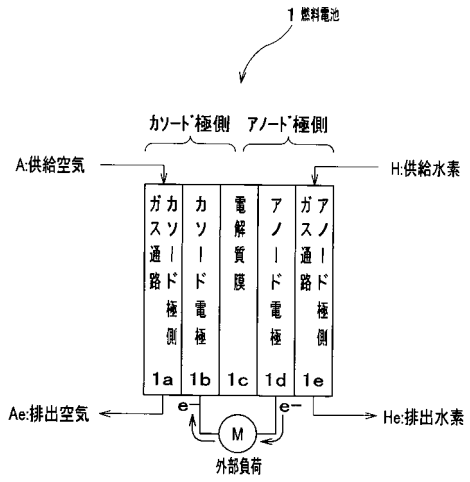 1 燃料電池
カソード極側 アノード極側
A:供給空気
H:供給水素
カソード極側
ガス通路
1a
カソード電極
1b
電解質膜
1c
アノード電極
1d
アノード極側
ガス通路
1e
Ae:排出空気
e-
e-
He:排出水素
M
外部負荷